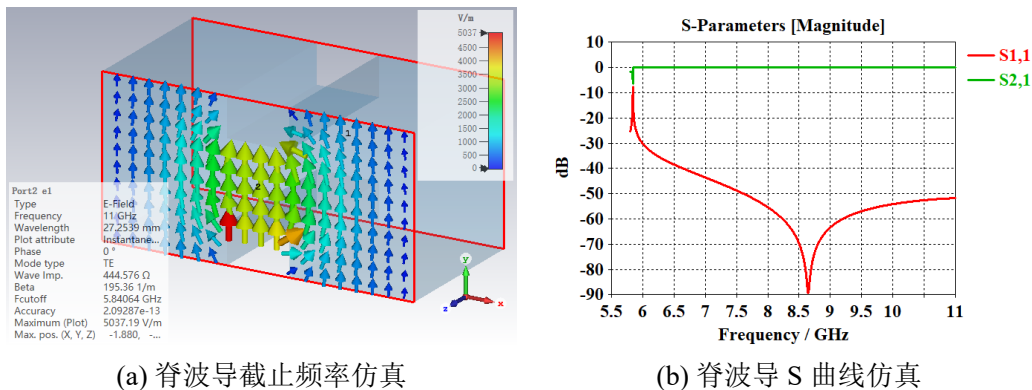 V/m
5037
4500
4000
3500
3000
2500
2000
1500
1000
500
0
1
2
Port2 e1
Type E-Field
Frequency 11 GHz
Wavelength 27.2539 mm
Plot attribute Instantane...
Phase 0 °
Mode type TE
Wave Imp. 444.576 Ω
Beta 195.36 1/m
Fcutoff 5.84064 GHz
Accuracy 2.09287e-13
Maximum (Plot) 5037.19 V/m
Max. pos. (X, Y, Z) -1.880, -...
y
z
x
(a) 脊波导截止频率仿真
S-Parameters [Magnitude]
10
0
-10
-20
-30
-40
-50
-60
-70
-80
-90
dB
5.5 6 6.5 7 7.5 8 8.5 9 9.5 10 11
Frequency / GHz
S1,1
S2,1
(b) 脊波导 S 曲线仿真